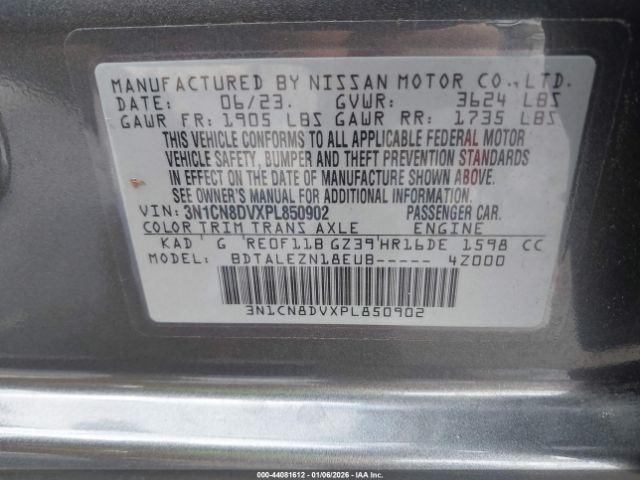 MANUFACTURED BY NISSAN MOTOR CO.,LTD.
DATE: 06/23. GVWR: 3624 LBS
GAWR FR: 1905 LBS GAWR RR: 1735 LBS
THIS VEHICLE CONFORMS TO ALL APPLICABLE FEDERAL MOTOR
VEHICLE SAFETY, BUMPER AND THEFT PREVENTION STANDARDS
IN EFFECT ON THE DATE OF MANUFACTURE SHOWN ABOVE.
SEE OWNER'S MANUAL FOR ADDITIONAL INFORMATION.
VIN: 3N1CN8DVXPL850902 PASSENGER CAR.
COLOR TRIM TRANS AXLE ENGINE
KAD G RE0F11B GZ39 HR16DE 1598 CC
MODEL: BDTALEZN18EUB----- 4Z000
3N1CN8DVXPL850902
000-44081612 - 01/06/2026 - IAA Inc.